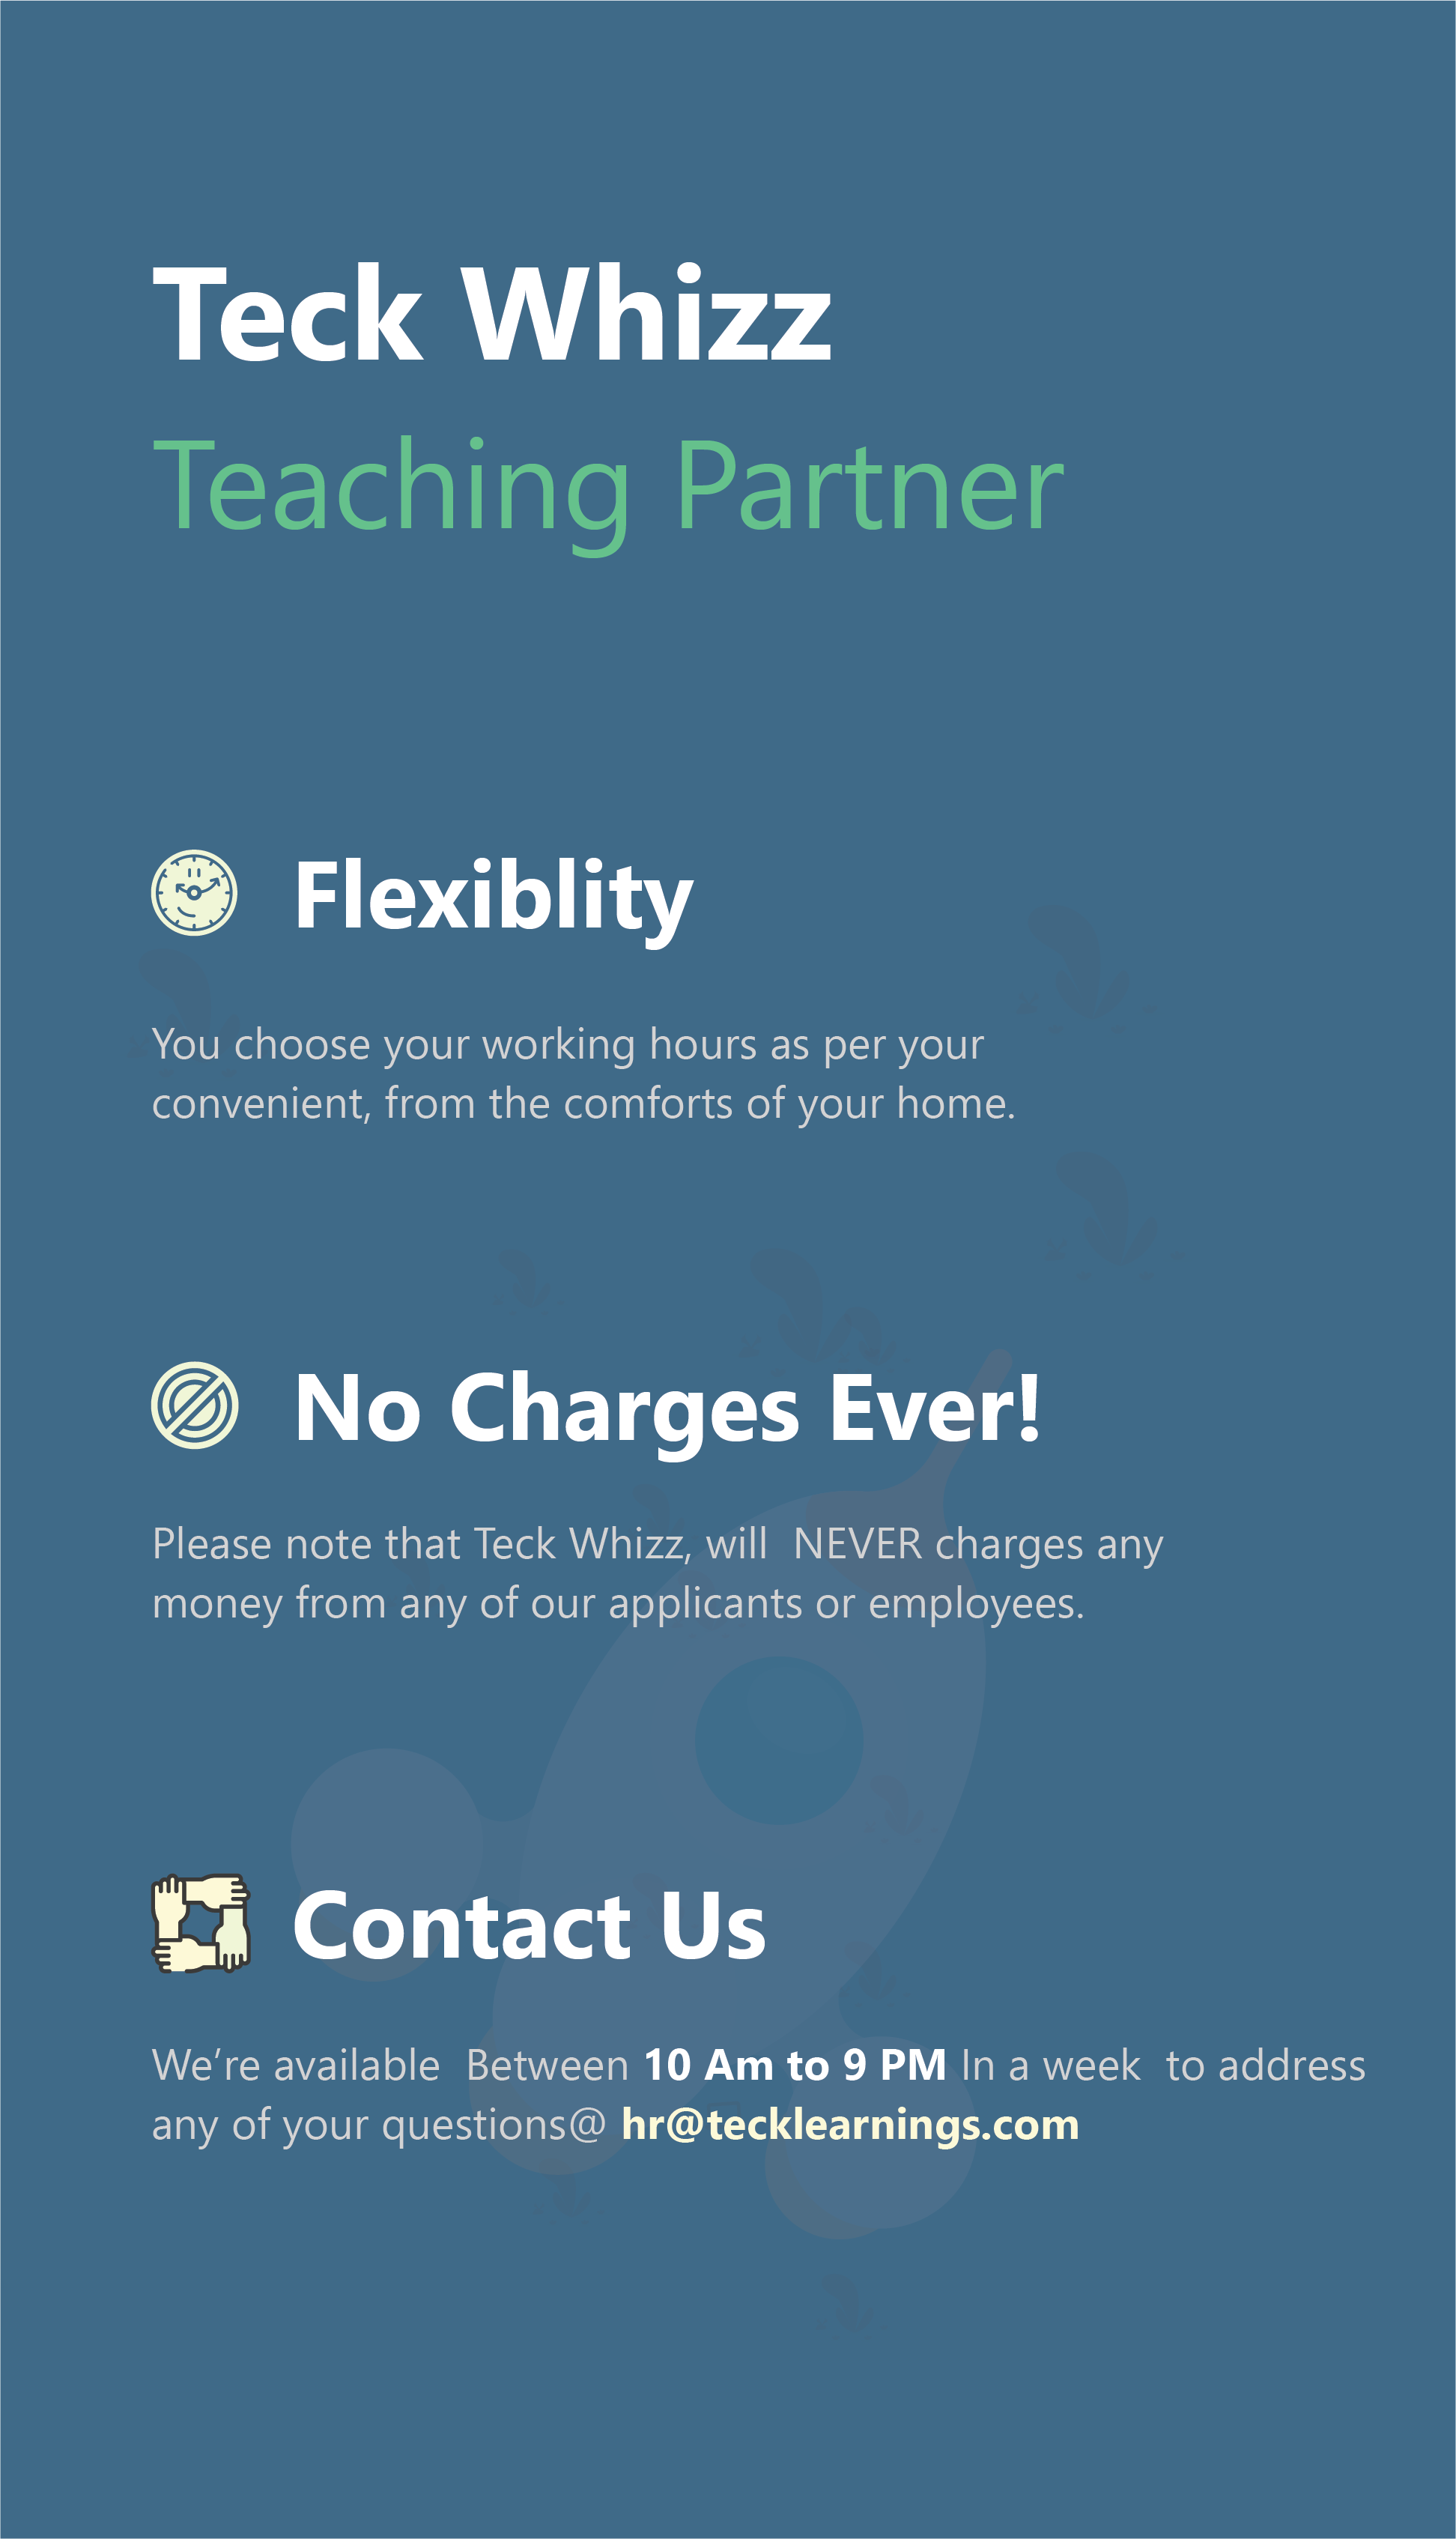 Teck Whizz
Teaching Partner
Flexiblity
You choose your working hours as per your
convenient, from the comforts of your home.
No Charges Ever!
Please note that Teck Whizz, will  NEVER charges any
money from any of our applicants or employees.
Contact Us
We’re available  Between 10 Am to 9 PM In a week  to address
any of your questions@ hr@tecklearnings.com